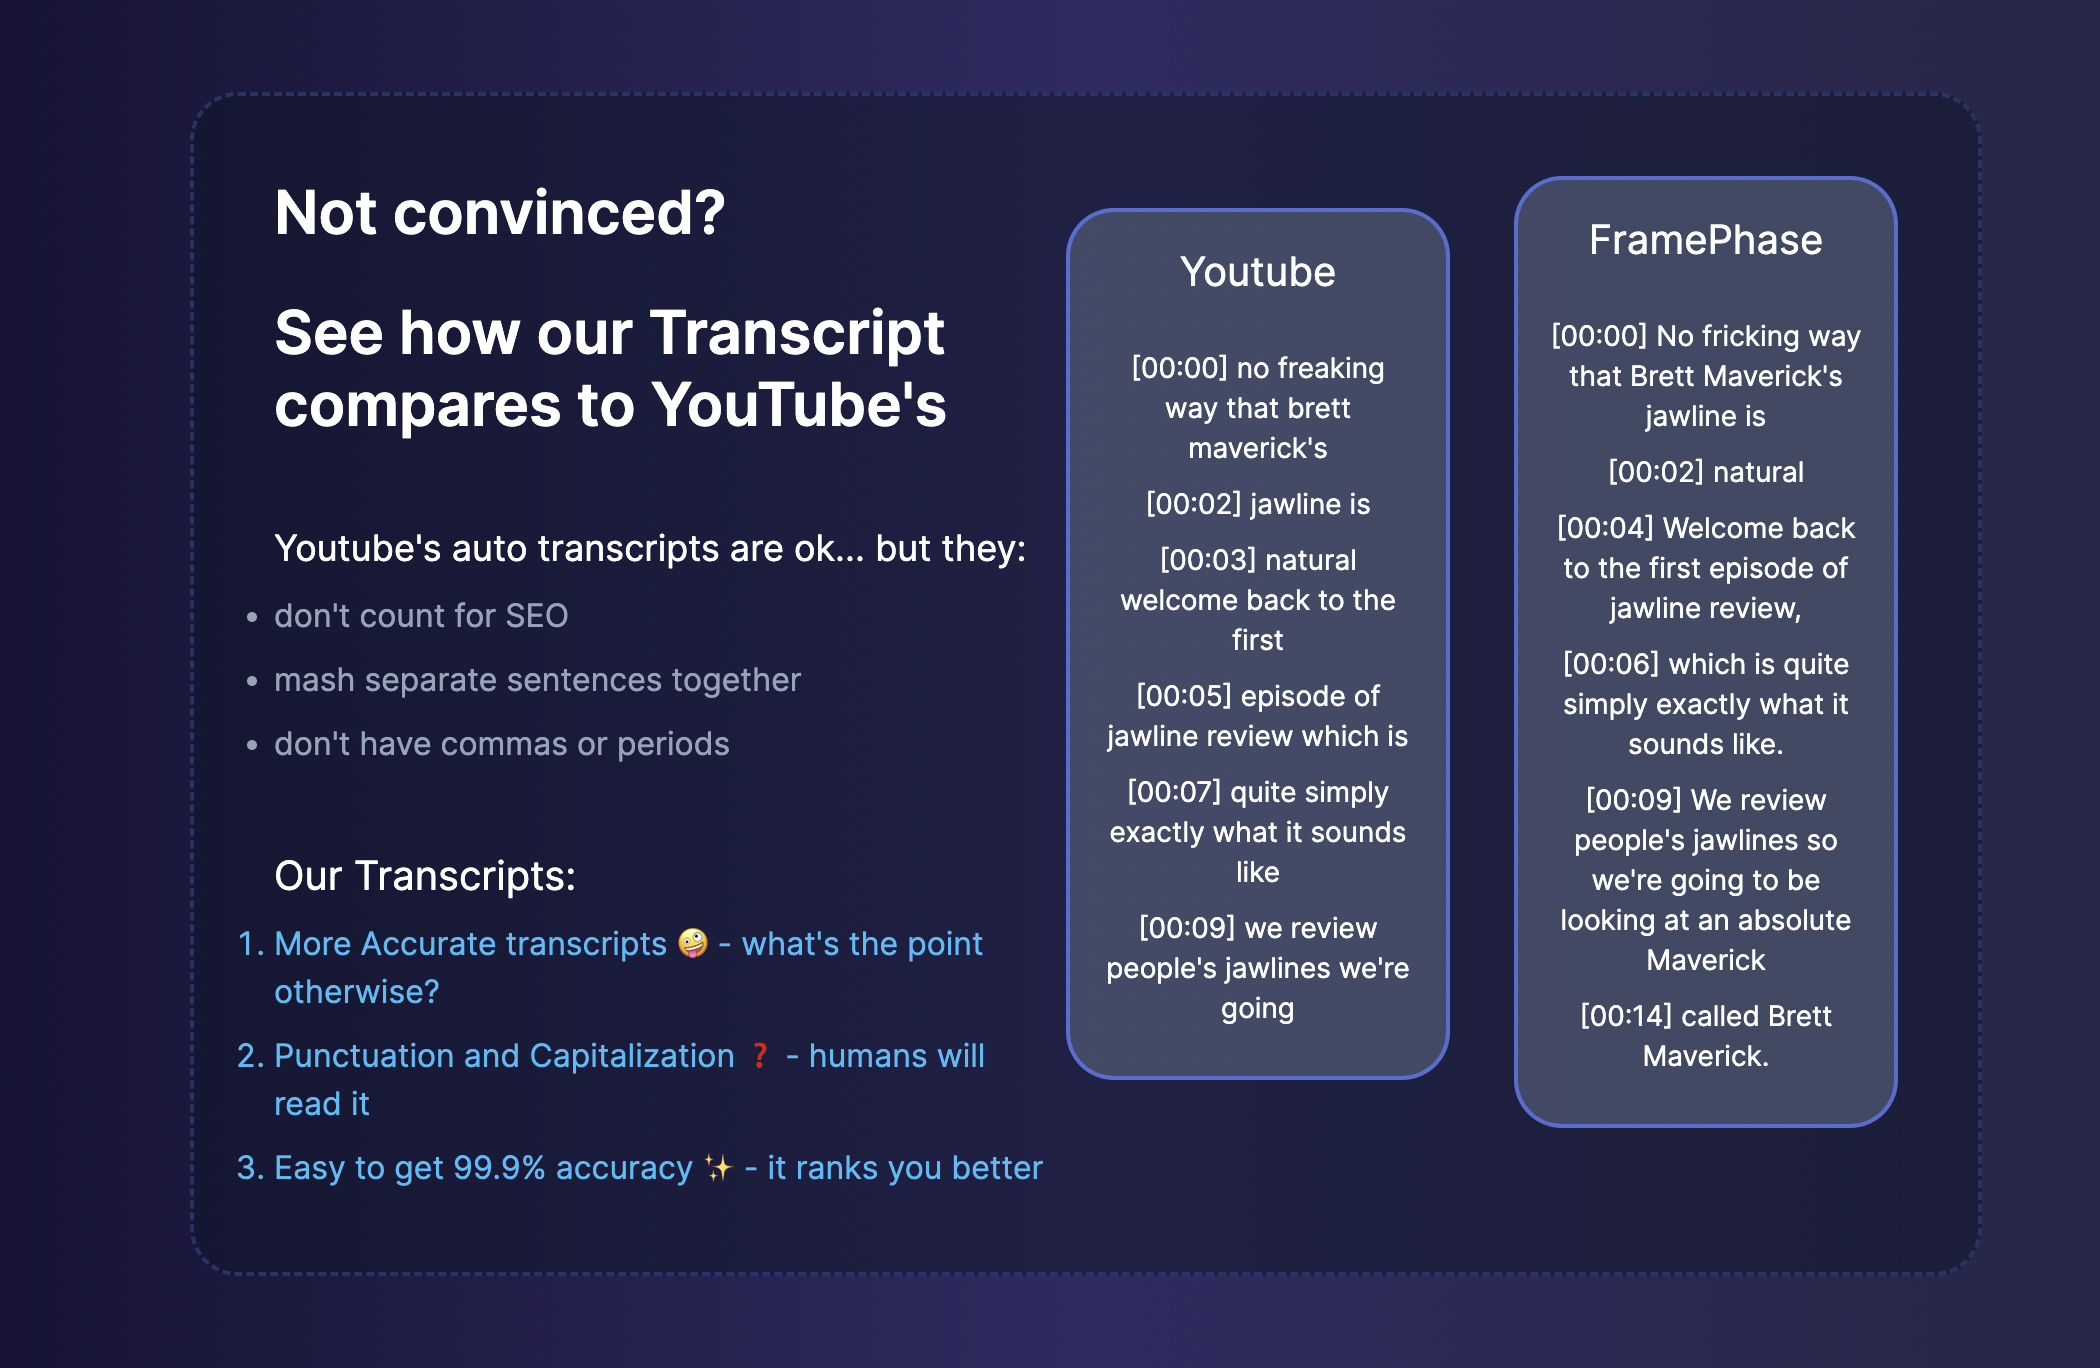 Not convinced?
See how our Transcript
compares to YouTube's
Youtube's auto transcripts are ok... but they:
• don't count for SEO
• mash separate sentences together
• don't have commas or periods
Our Transcripts:
1. More Accurate transcripts 🤪 - what's the point
otherwise?
2. Punctuation and Capitalization ❓ - humans will
read it
3. Easy to get 99.9% accuracy ✨ - it ranks you better
Youtube
[00:00] no freaking
way that brett
maverick's
[00:02] jawline is
[00:03] natural
welcome back to the
first
[00:05] episode of
jawline review which is
[00:07] quite simply
exactly what it sounds
like
[00:09] we review
people's jawlines we're
going
FramePhase
[00:00] No fricking way
that Brett Maverick's
jawline is
[00:02] natural
[00:04] Welcome back
to the first episode of
jawline review,
[00:06] which is quite
simply exactly what it
sounds like.
[00:09] We review
people's jawlines so
we're going to be
looking at an absolute
Maverick
[00:14] called Brett
Maverick.